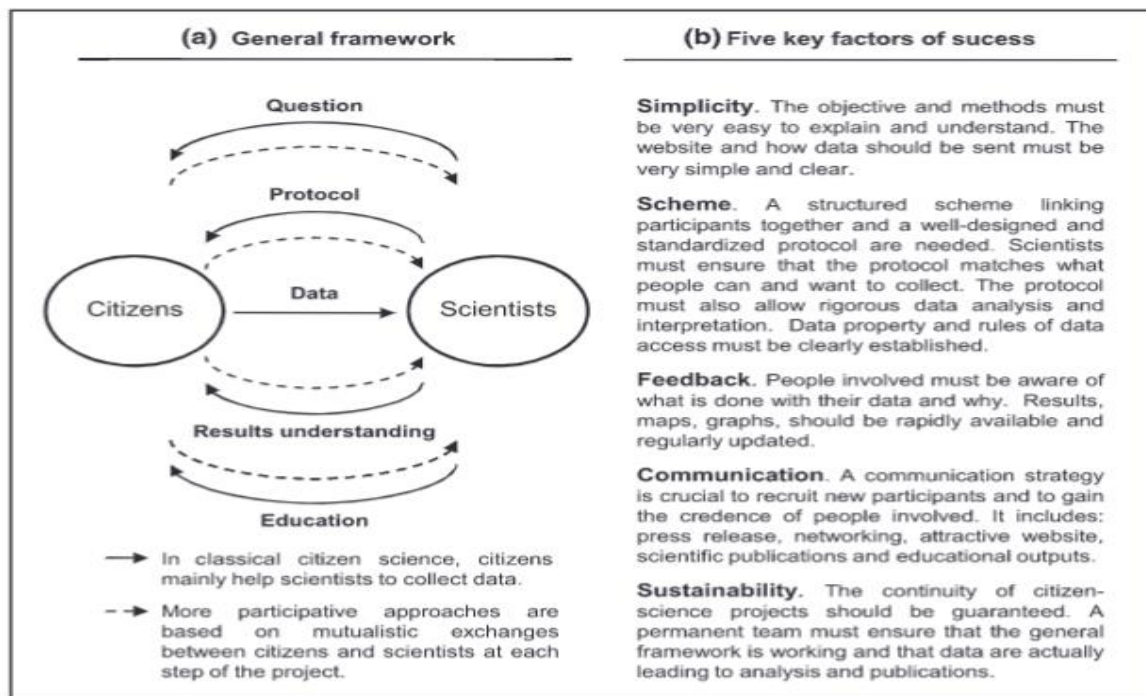 (a) General framework
Question
Protocol
Citizens
Data
Scientists
Results understanding
Education
In classical citizen science, citizens
mainly help scientists to collect data.
More participative approaches are
based on mutualistic exchanges
between citizens and scientists at each
step of the project.
(b) Five key factors of sucess
Simplicity. The objective and methods must
be very easy to explain and understand. The
website and how data should be sent must be
very simple and clear.
Scheme. A structured scheme linking
participants together and a well-designed and
standardized protocol are needed. Scientists
must ensure that the protocol matches what
people can and want to collect. The protocol
must also allow rigorous data analysis and
interpretation. Data property and rules of data
access must be clearly established.
Feedback. People involved must be aware of
what is done with their data and why. Results,
maps, graphs, should be rapidly available and
regularly updated.
Communication. A communication strategy
is crucial to recruit new participants and to gain
the credence of people involved. It includes:
press release, networking, attractive website,
scientific publications and educational outputs.
Sustainability. The continuity of citizen-
science projects should be guaranteed. A
permanent team must ensure that the general
framework is working and that data are actually
leading to analysis and publications.